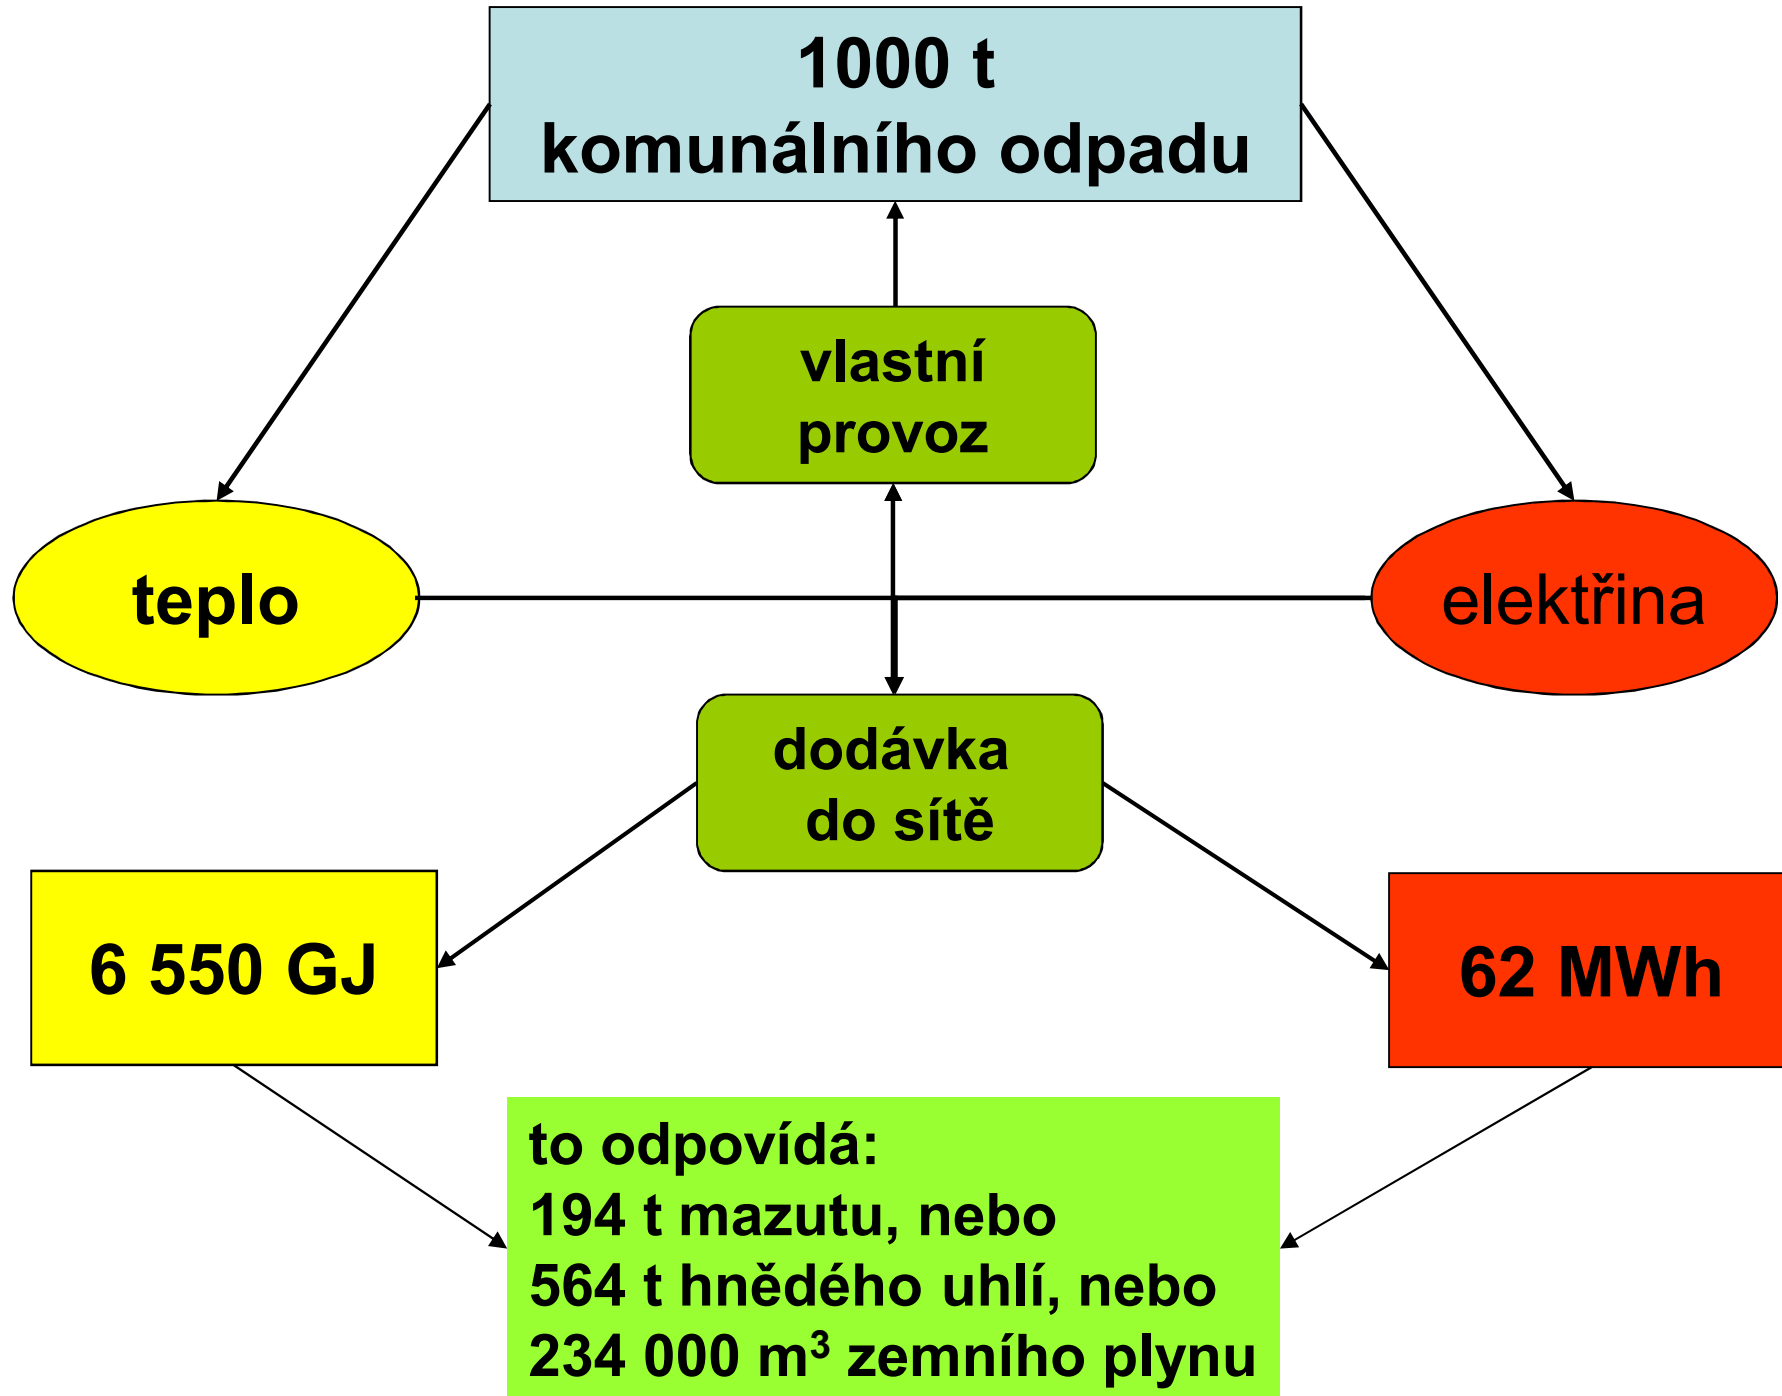 1000 t
komunálního odpadu
vlastní
provoz
teplo
elektřina
dodávka
do sítě
6 550 GJ
62 MWh
to odpovídá:
194 t mazutu, nebo
564 t hnědého uhlí, nebo
234 000 m³ zemního plynu